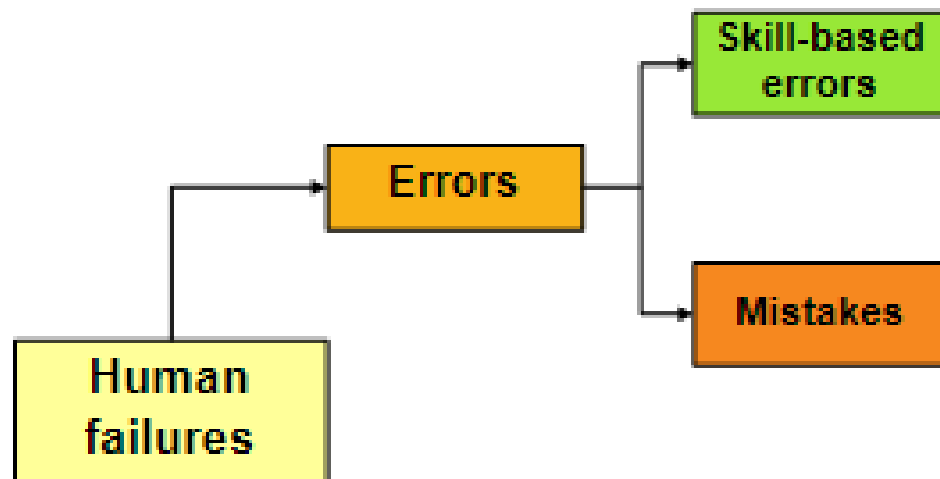 Skill-based
errors
Errors
Mistakes
Human
failures